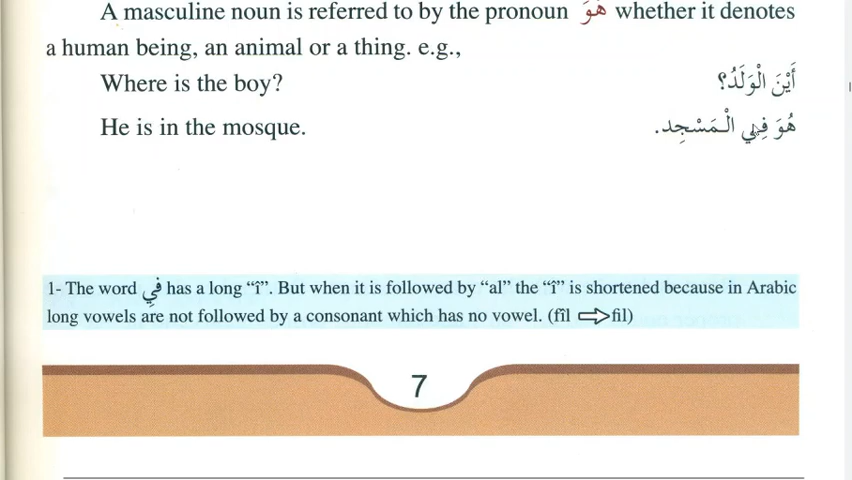 A masculine noun is referred to by the pronoun هُوَ whether it denotes
a human being, an animal or a thing. e.g.,
Where is the boy? أَيْنَ الْوَلَدُ؟
He is in the mosque. هُوَ فِي الْمَسْجِد.
1- The word فِي has a long “î”. But when it is followed by “al” the “î” is shortened because in Arabic
long vowels are not followed by a consonant which has no vowel. (fîl ⇨ fil)
7